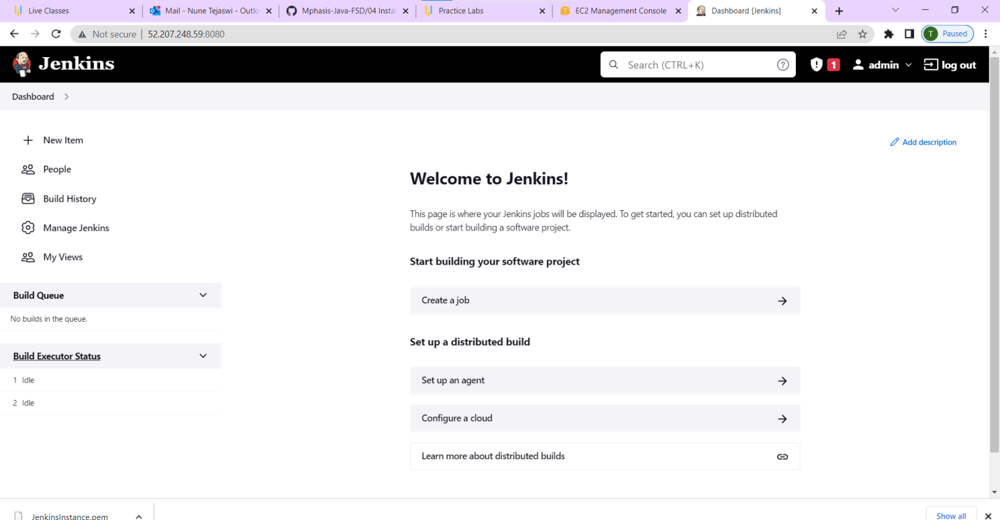 Live Classes
Mail - Nune Tejaswi - Outlo
Mphasis-Java-FSD/04 Instal
Practice Labs
EC2 Management Console
Dashboard [Jenkins]
Not secure | 52.207.248.59:8080
T Paused
Jenkins
Search (CTRL+K)
1
admin
log out
Dashboard
New Item
Add description
People
Build History
Manage Jenkins
My Views
Welcome to Jenkins!
This page is where your Jenkins jobs will be displayed. To get started, you can set up distributed
builds or start building a software project.
Start building your software project
Create a job
Build Queue
No builds in the queue.
Set up a distributed build
Build Executor Status
1 Idle
2 Idle
Set up an agent
Configure a cloud
Learn more about distributed builds
JenkinsInstance.pem
Show all